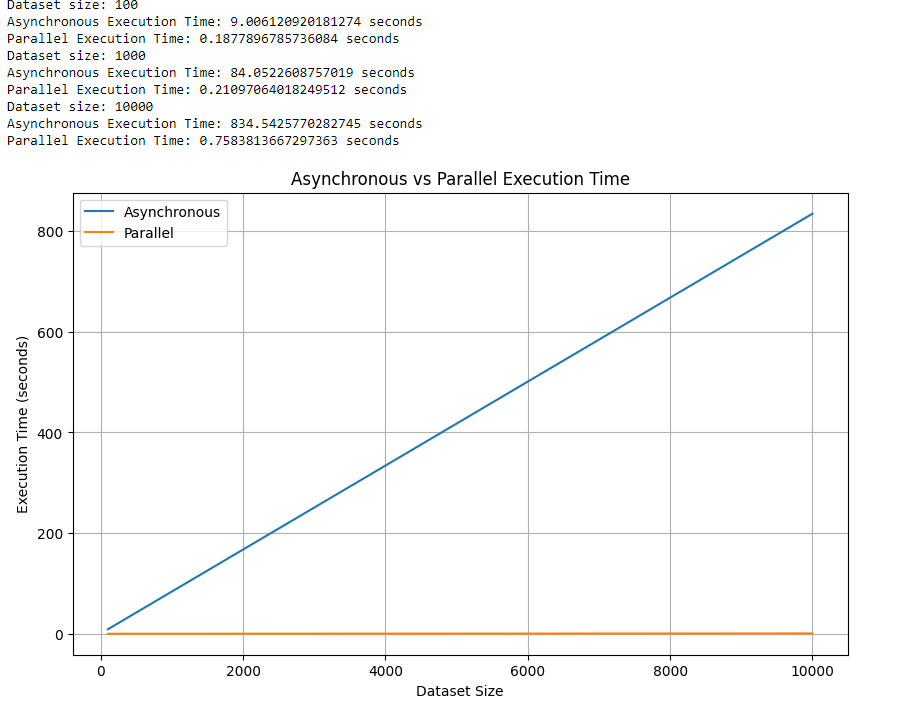 Dataset size: 100
Asynchronous Execution Time: 9.006120920181274 seconds
Parallel Execution Time: 0.1877896785736084 seconds
Dataset size: 1000
Asynchronous Execution Time: 84.0522608757019 seconds
Parallel Execution Time: 0.21097064018249512 seconds
Dataset size: 10000
Asynchronous Execution Time: 834.5425770282745 seconds
Parallel Execution Time: 0.7583813667297363 seconds
Asynchronous vs Parallel Execution Time
Asynchronous
Parallel
Execution Time (seconds)
800
600
400
200
0
0 2000 4000 6000 8000 10000
Dataset Size